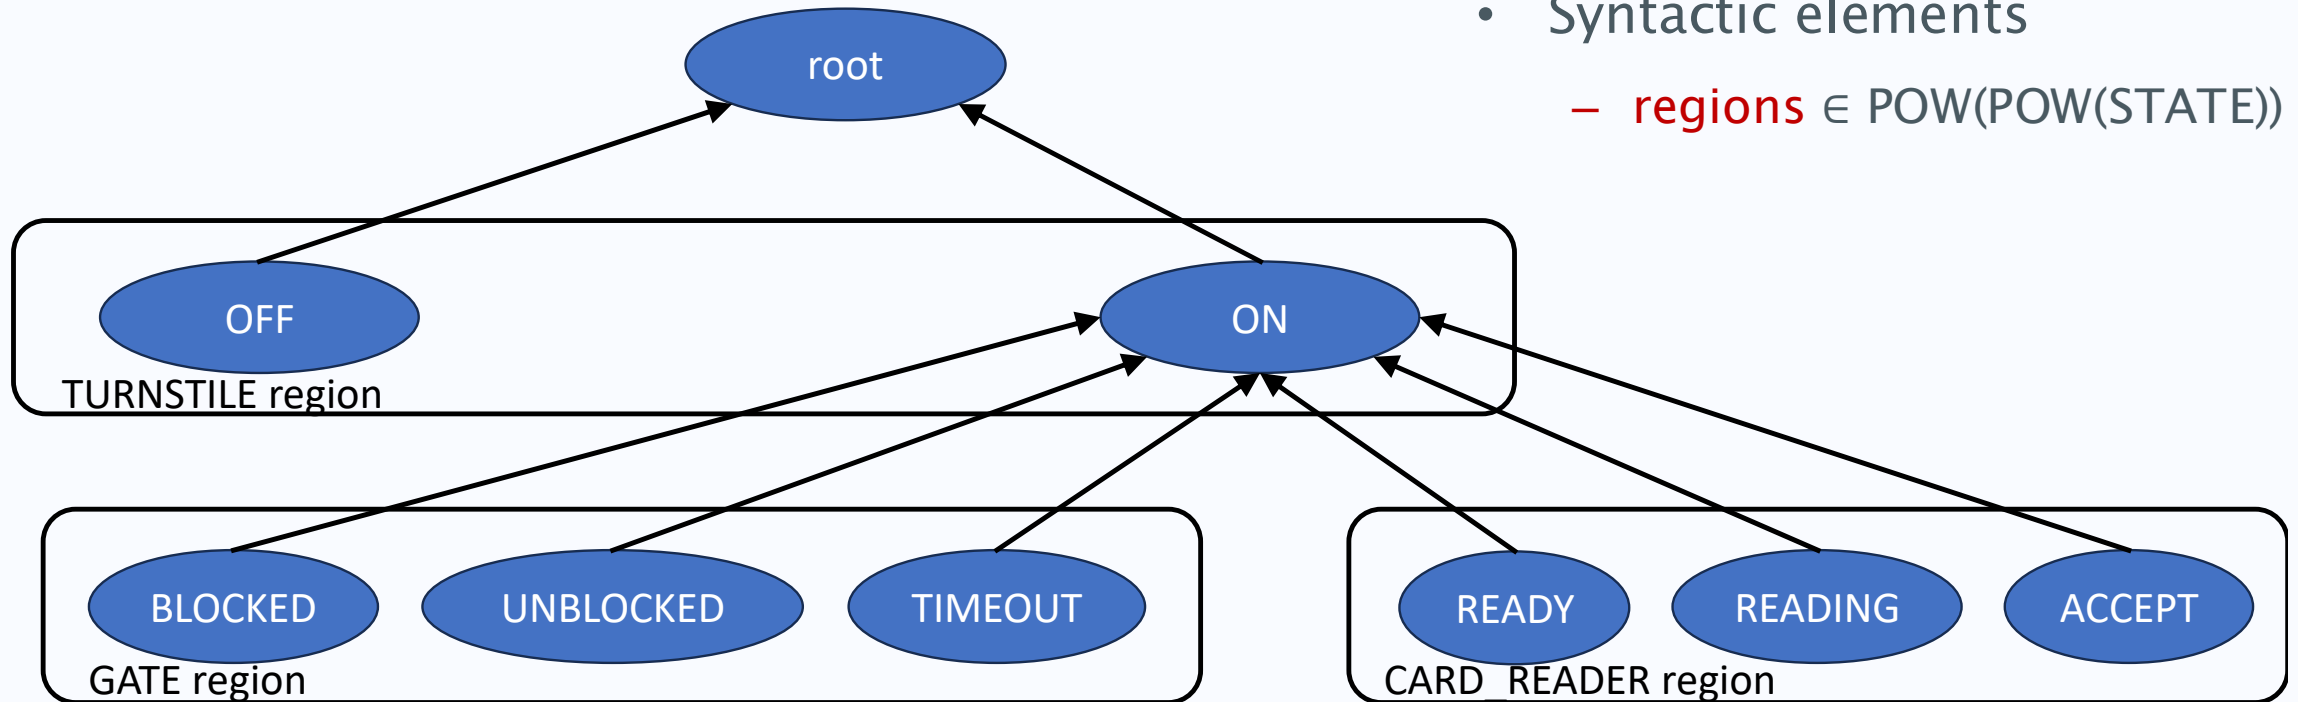 • Syntactic elements
root
– regions ∈ POW(POW(STATE))
OFF
ON
TURNSTILE region
BLOCKED
UNBLOCKED
TIMEOUT
READY
READING
ACCEPT
GATE region
CARD_READER region